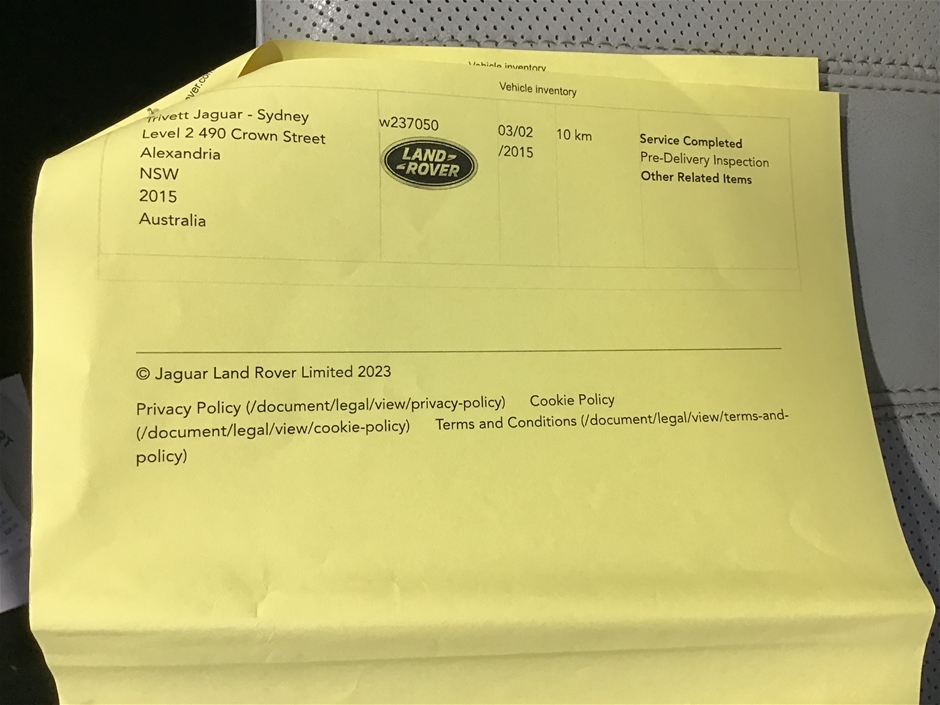 Vehicle inventory
Vehicle inventory
Trivett Jaguar - Sydney
Level 2 490 Crown Street
Alexandria
NSW
2015
Australia
w237050
LAND-
-ROVER
03/02
/2015
10 km
Service Completed
Pre-Delivery Inspection
Other Related Items
© Jaguar Land Rover Limited 2023
Privacy Policy (/document/legal/view/privacy-policy) Cookie Policy
(/document/legal/view/cookie-policy) Terms and Conditions (/document/legal/view/terms-and-
policy)